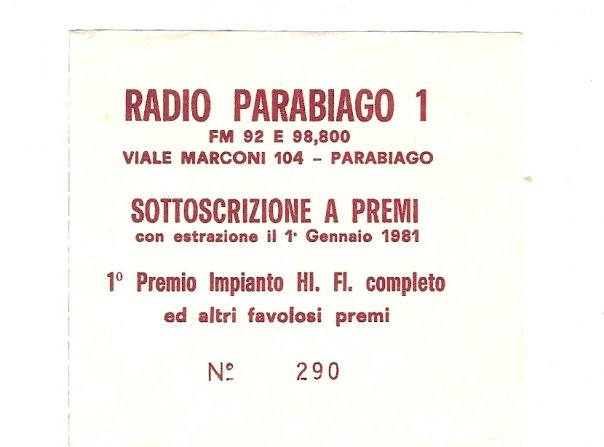 RADIO PARABIAGO 1
FM 92 E 98,800
VIALE MARCONI 104 – PARABIAGO
SOTTOSCRIZIONE A PREMI
con estrazione il 1° Gennaio 1981
1° Premio Impianto HI. FI. completo
ed altri favolosi premi
Nº 290